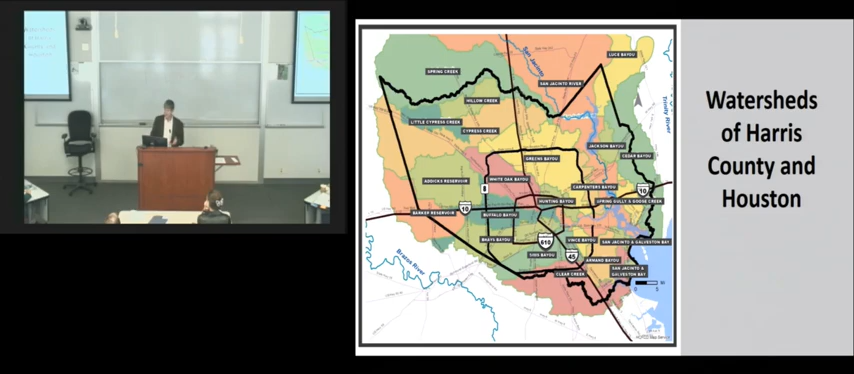 SPRING CREEK
San Jacinto
SAN JACINTO RIVER
LUCE BAYOU
WILLOW CREEK
Trinity River
LITTLE CYPRESS CREEK
CYPRESS CREEK
JACKSON BAYOU
CEDAR BAYOU
GREENS BAYOU
ADDICKS RESERVOIR
8
WHITE OAK BAYOU
CARPENTERS BAYOU
10
HUNTING BAYOU
SPRING GULLY & GOOSE CREEK
BARKER RESERVOIR
10
BUFFALO BAYOU
BRAYS BAYOU
610
VINCE BAYOU
SAN JACINTO & GALVESTON BAY
SIMS BAYOU
45
ARMAND BAYOU
Brazos River
CLEAR CREEK
SAN JACINTO &
GALVESTON BAY
Watersheds
of Harris
County and
Houston